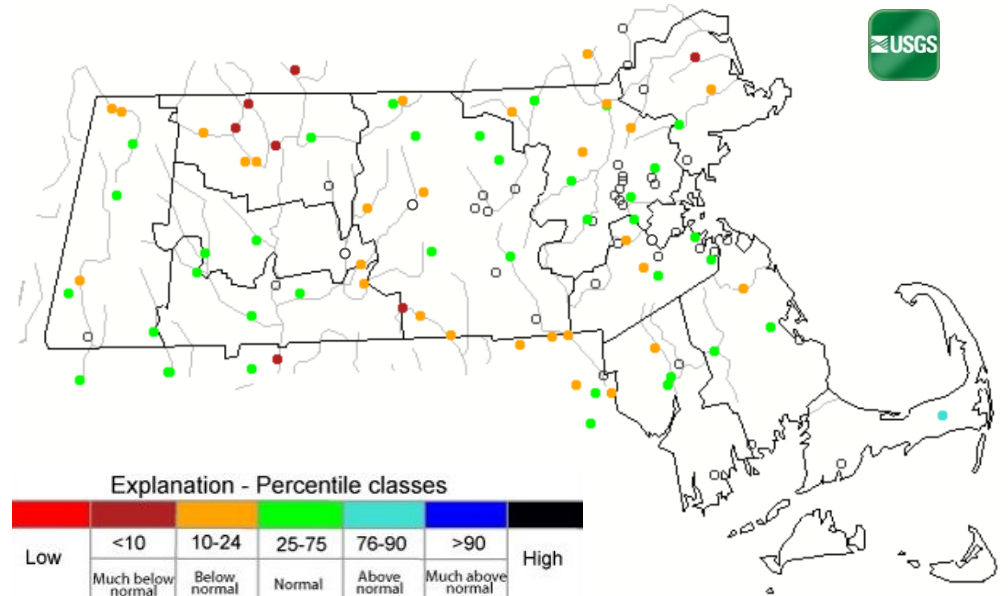 USGS
Explanation - Percentile classes
Low <10 10-24 25-75 76-90 >90 High
Much below normal Below normal Normal Above normal Much above normal